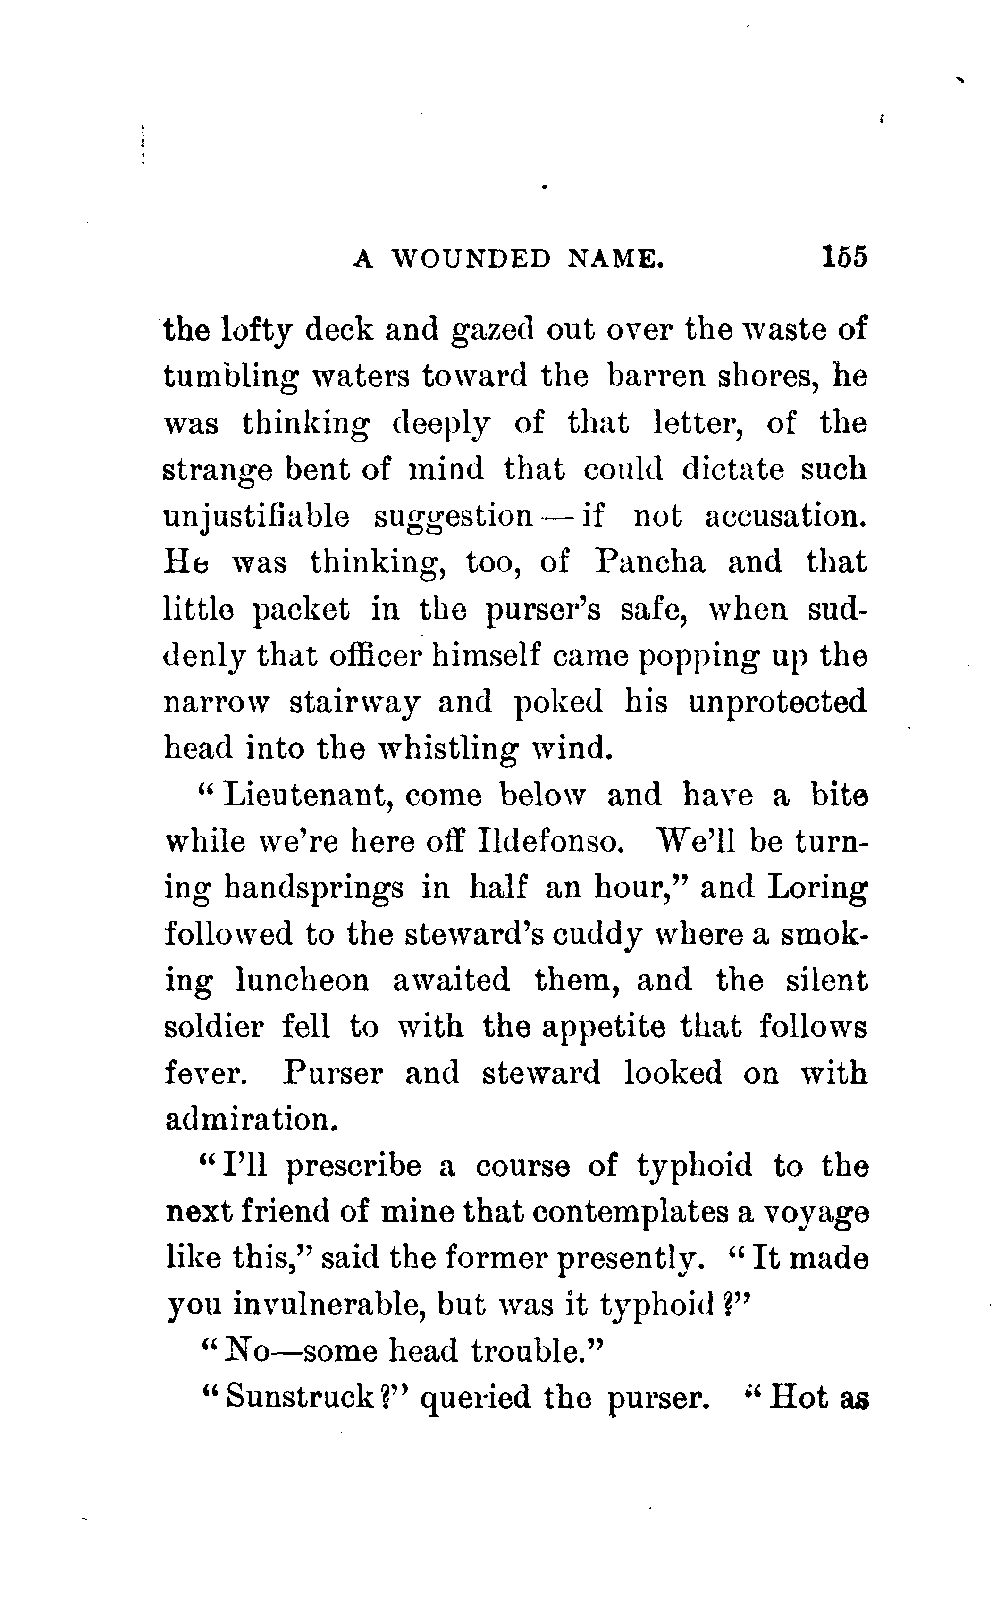 A WOUNDED NAME. 155
the lofty deck and gazed out over the waste of
tumbling waters toward the barren shores, he
was thinking deeply of that letter, of the
strange bent of mind that could dictate such
unjustifiable suggestion — if not accusation.
He was thinking, too, of Pancha and that
little packet in the purser's safe, when sud-
denly that officer himself came popping up the
narrow stairway and poked his unprotected
head into the whistling wind.
“ Lieutenant, come below and have a bite
while we're here off Ildefonso. We'll be turn-
ing handsprings in half an hour,” and Loring
followed to the steward's cuddy where a smok-
ing luncheon awaited them, and the silent
soldier fell to with the appetite that follows
fever. Purser and steward looked on with
admiration.
“ I'll prescribe a course of typhoid to the
next friend of mine that contemplates a voyage
like this,” said the former presently. “ It made
you invulnerable, but was it typhoid ?”
“ No—some head trouble.”
“ Sunstruck ?” queried the purser. “ Hot as